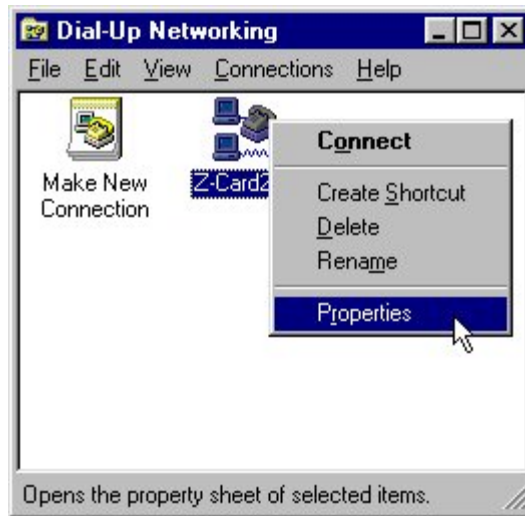 Dial-Up Networking
File Edit View Connections Help
Make New
Connection
Z-Card2
Connect
Create Shortcut
Delete
Rename
Properties
Opens the property sheet of selected items.